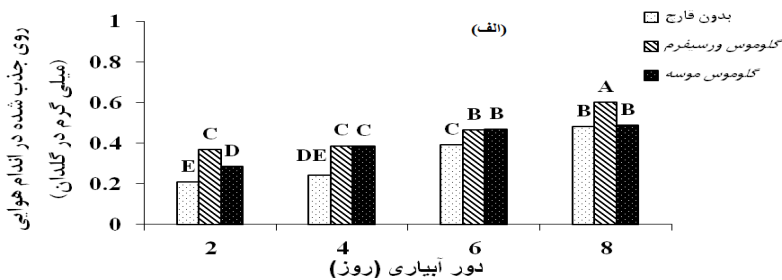 (الف)
بدون قارچ
گلوموس ورسیفرم
گلوموس موسه
روی جذب شده در اندام هوایی
(میلی گرم در گلدان)
1
0.8
0.6
0.4
0.2
0
E C D
DE C C
C B B
B A B
2 4 6 8
دور آبیاری (روز)